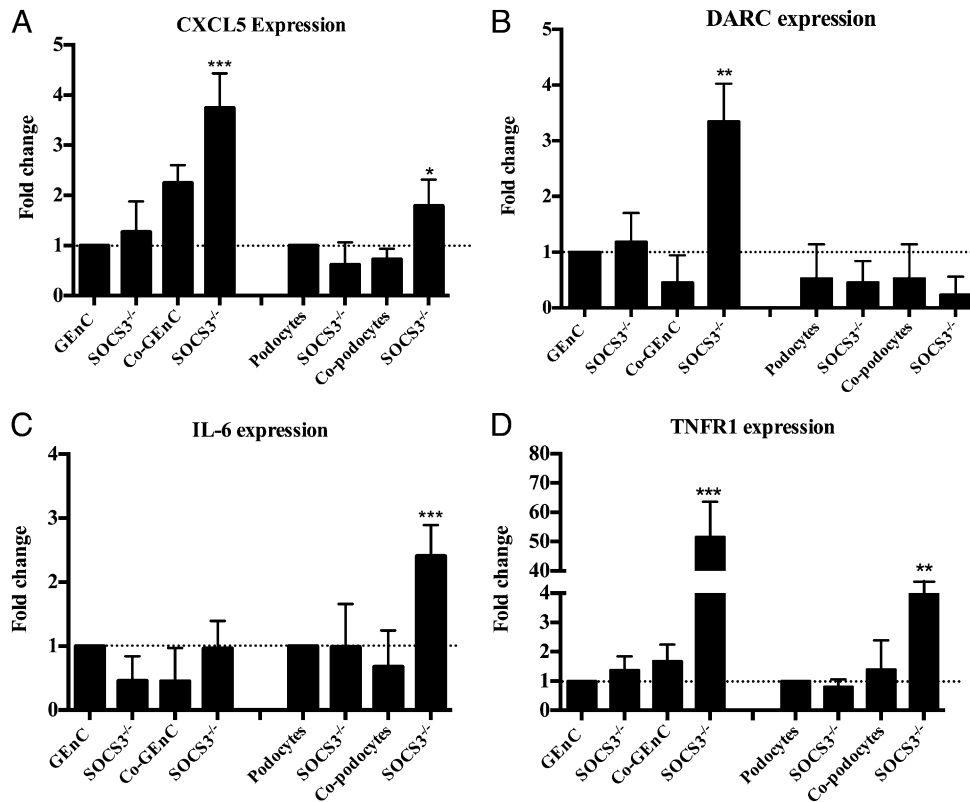 A
CXCL5 Expression
Fold change
5
4
3
2
1
0
***
*
GEnC
SOCS3-/-
Co-GEnC
SOCS3-/-
Podocytes
SOCS3-/-
Co-podocytes
SOCS3-/-
B
DARC expression
Fold change
5
4
3
2
1
0
**
GEnC
SOCS3-/-
Co-GEnC
SOCS3-/-
Podocytes
SOCS3-/-
Co-podocytes
SOCS3-/-
C
IL-6 expression
Fold change
4
3
2
1
0
***
GEnC
SOCS3-/-
Co-GEnC
SOCS3-/-
Podocytes
SOCS3-/-
Co-podocytes
SOCS3-/-
D
TNFR1 expression
Fold change
80
70
60
50
40
4
3
2
1
0
***
**
GEnC
SOCS3-/-
Co-GEnC
SOCS3-/-
Podocytes
SOCS3-/-
Co-podocytes
SOCS3-/-